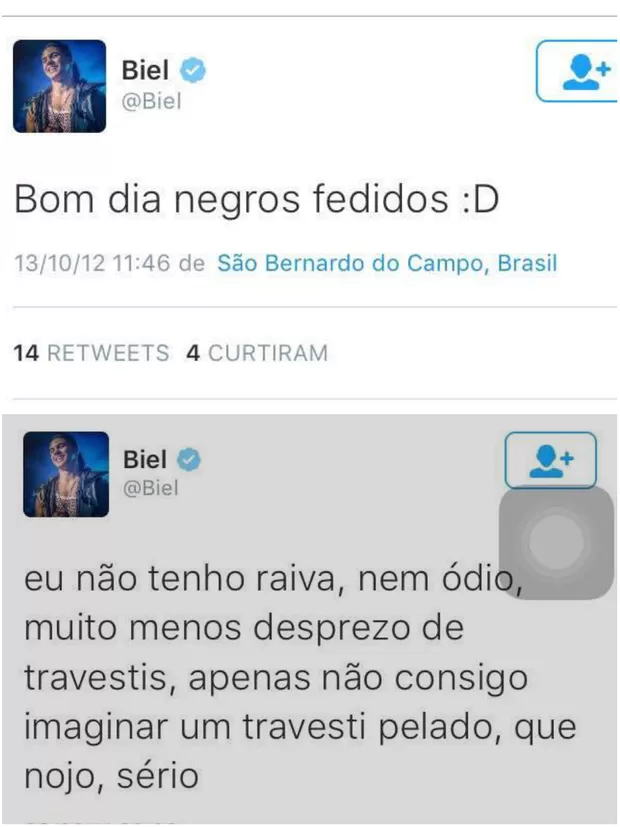 Biel
@Biel
Bom dia negros fedidos :D
13/10/12 11:46 de São Bernardo do Campo, Brasil
14 RETWEETS 4 CURTIRAM
Biel
@Biel
eu não tenho raiva, nem ódio,
muito menos desprezo de
travestis, apenas não consigo
imaginar um travesti pelado, que
nojo, sério